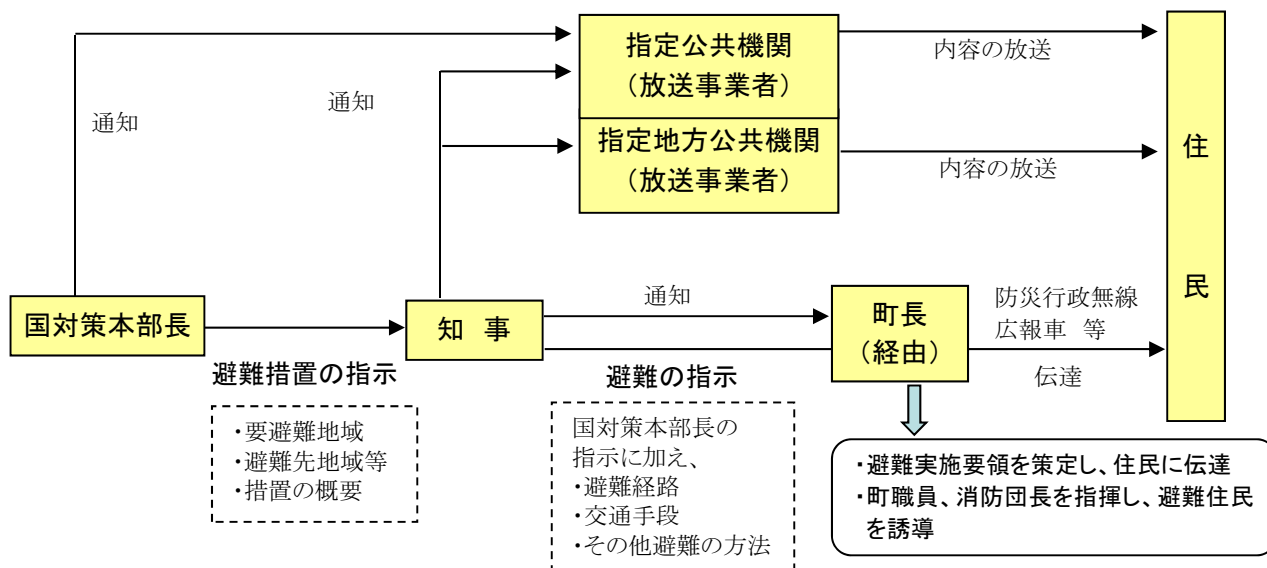 指定公共機関
（放送事業者）
内容の放送
通知
通知
指定地方公共機関
（放送事業者）
内容の放送
住民
国対策本部長
知 事
通知
町長
（経由）
防災行政無線
広報車 等
伝達
避難措置の指示
・要避難地域
・避難先地域等
・措置の概要
避難の指示
国対策本部長の
指示に加え、
・避難経路
・交通手段
・その他避難の方法
・避難実施要領を策定し、住民に伝達
・町職員、消防団長を指揮し、避難住民
を誘導